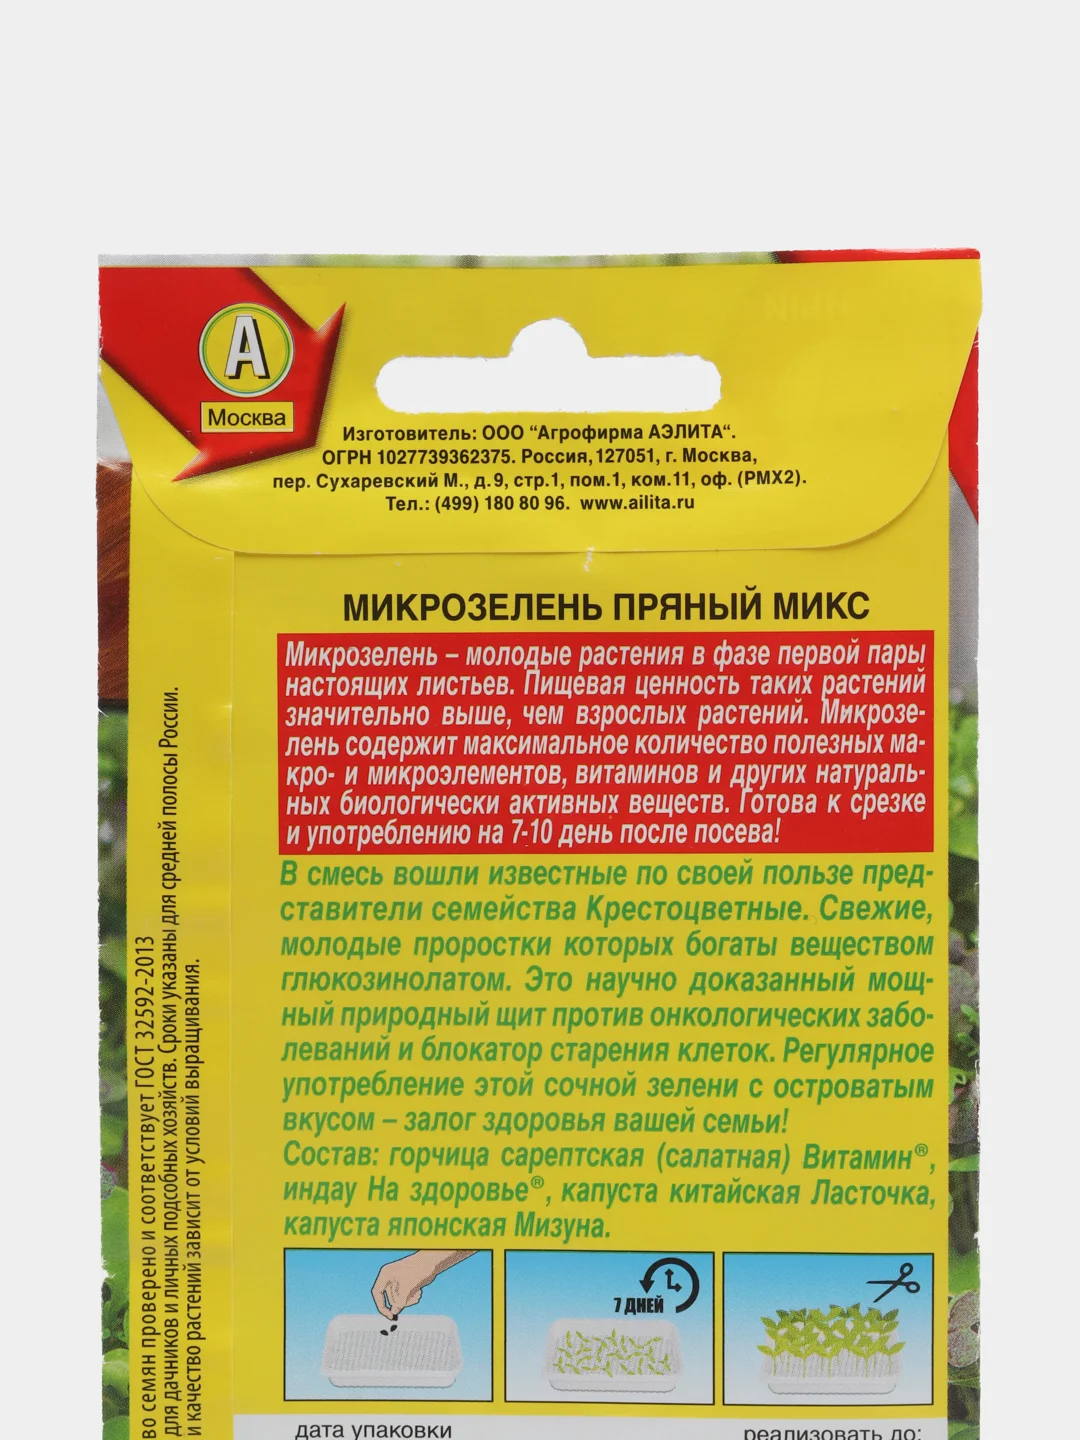 А
Москва
Изготовитель: ООО “Агрофирма АЭЛИТА“.
ОГРН 1027739362375. Россия, 127051, г. Москва,
пер. Сухаревский М., д.9, стр.1, пом.1, ком.11, оф. (РМХ2).
Тел.: (499) 180 80 96. www.ailita.ru
МИКРОЗЕЛЕНЬ ПРЯНЫЙ МИКС
Микрозелень – молодые растения в фазе первой пары
настоящих листьев. Пищевая ценность таких растений
значительно выше, чем взрослых растений. Микрозе-
лень содержит максимальное количество полезных ма-
кро- и микроэлементов, витаминов и других натураль-
ных биологически активных веществ. Готова к срезке
и употреблению на 7-10 день после посева!
В смесь вошли известные по своей пользе пред-
ставители семейства Крестоцветные. Свежие,
молодые проростки которых богаты веществом
глюкозинолатом. Это научно доказанный мощ-
ный природный щит против онкологических забо-
леваний и блокатор старения клеток. Регулярное
употребление этой сочной зелени с островатым
вкусом – залог здоровья вашей семьи!
Состав: горчица сарептская (салатная) Витамин®,
индау На здоровье®, капуста китайская Ласточка,
капуста японская Мизуна.
7 ДНЕЙ
дата упаковки
реализовать до:
во семян проверено и соответствует ГОСТ 32592-2013
для дачников и личных подсобных хозяйств. Сроки указаны для средней полосы России.
и качество растений зависит от условий выращивания.